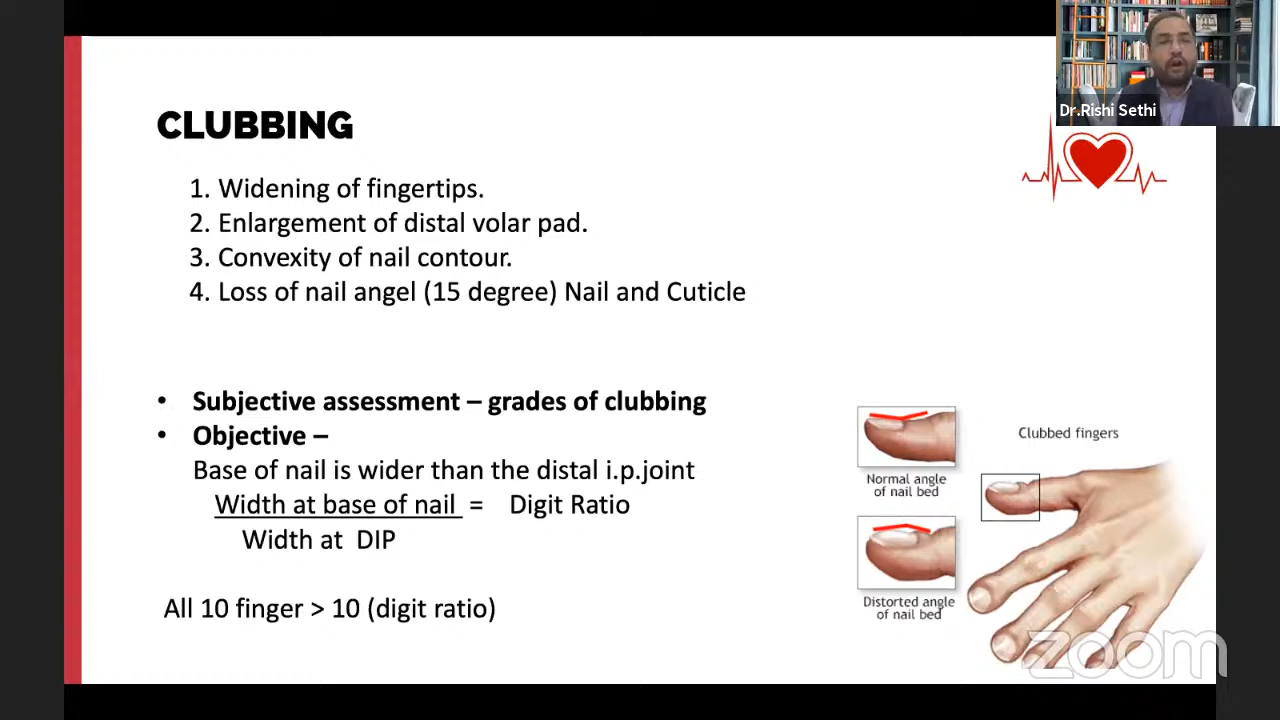 Dr.Rishi Sethi
CLUBBING
1. Widening of fingertips.
2. Enlargement of distal volar pad.
3. Convexity of nail contour.
4. Loss of nail angel (15 degree) Nail and Cuticle
• Subjective assessment – grades of clubbing
• Objective –
Base of nail is wider than the distal i.p.joint
Width at base of nail = Digit Ratio
Width at DIP
All 10 finger > 10 (digit ratio)
Clubbed fingers
Normal angle
of nail bed
Distorted angle
of nail bed
zoom